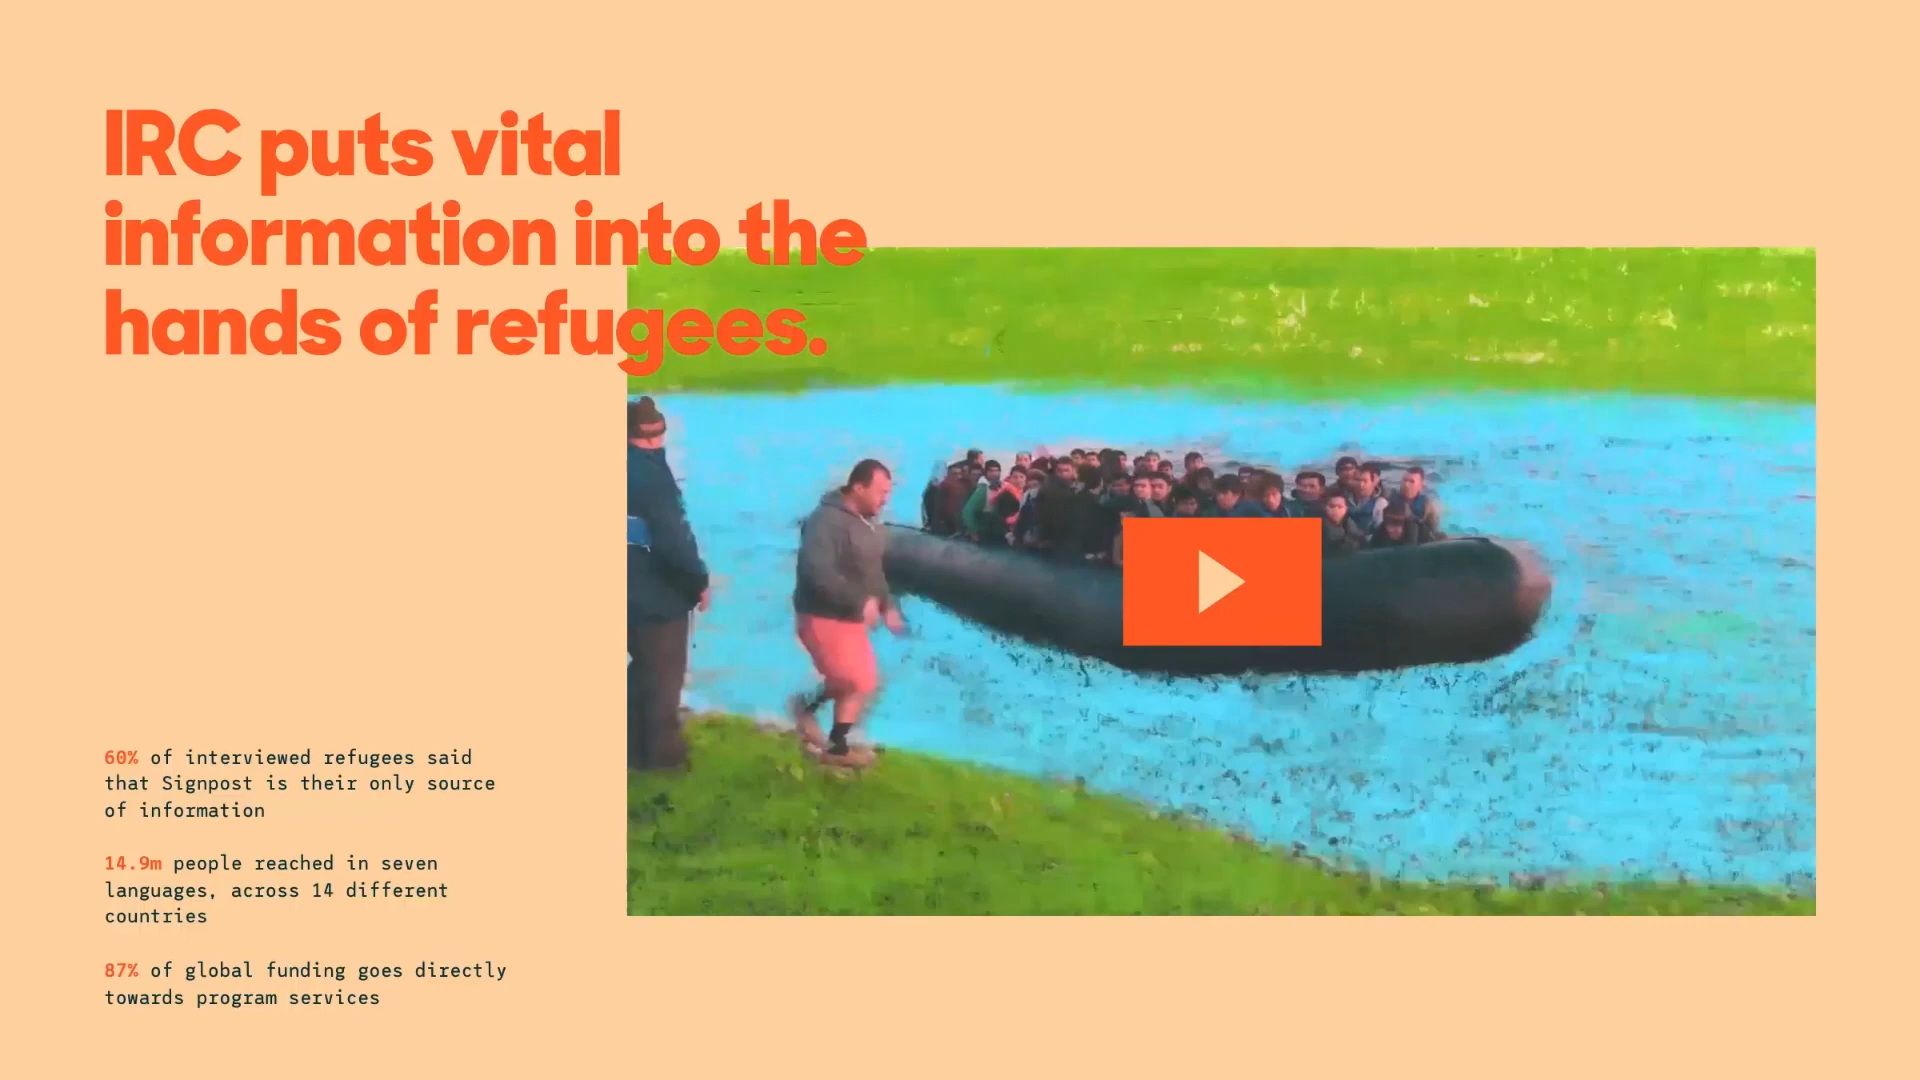 IRC puts vital
information into the
hands of refugees.
60% of interviewed refugees said
that Signpost is their only source
of information
14.9m people reached in seven
languages, across 14 different
countries
87% of global funding goes directly
towards program services